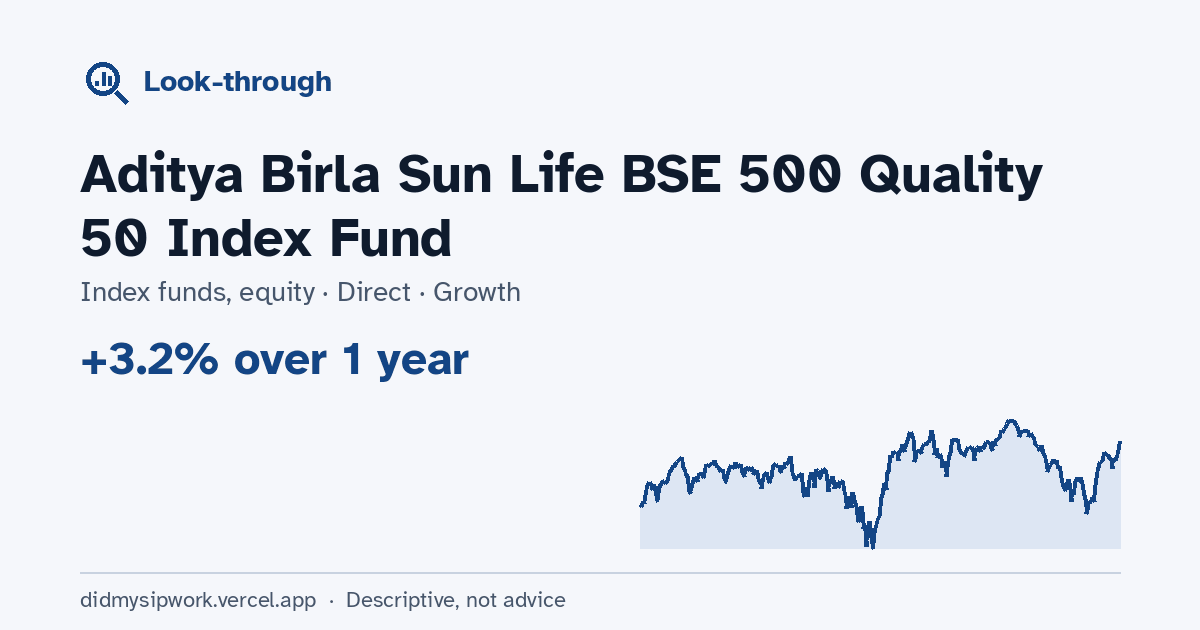 Look-through
Aditya Birla Sun Life BSE 500 Quality
50 Index Fund
Index funds, equity · Direct · Growth
+3.2% over 1 year
didmysipwork.vercel.app · Descriptive, not advice